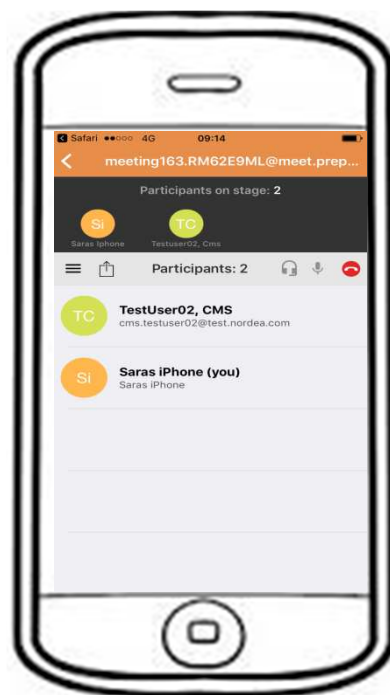 Safari 4G 09:14
meeting163.RM62E9ML@meet.prep...
Participants on stage: 2
Si TC
Saras Iphone Testuser02, Cms
Participants: 2
TC TestUser02, CMS
cms.testuser02@test.nordea.com
Si Saras iPhone (you)
Saras iPhone